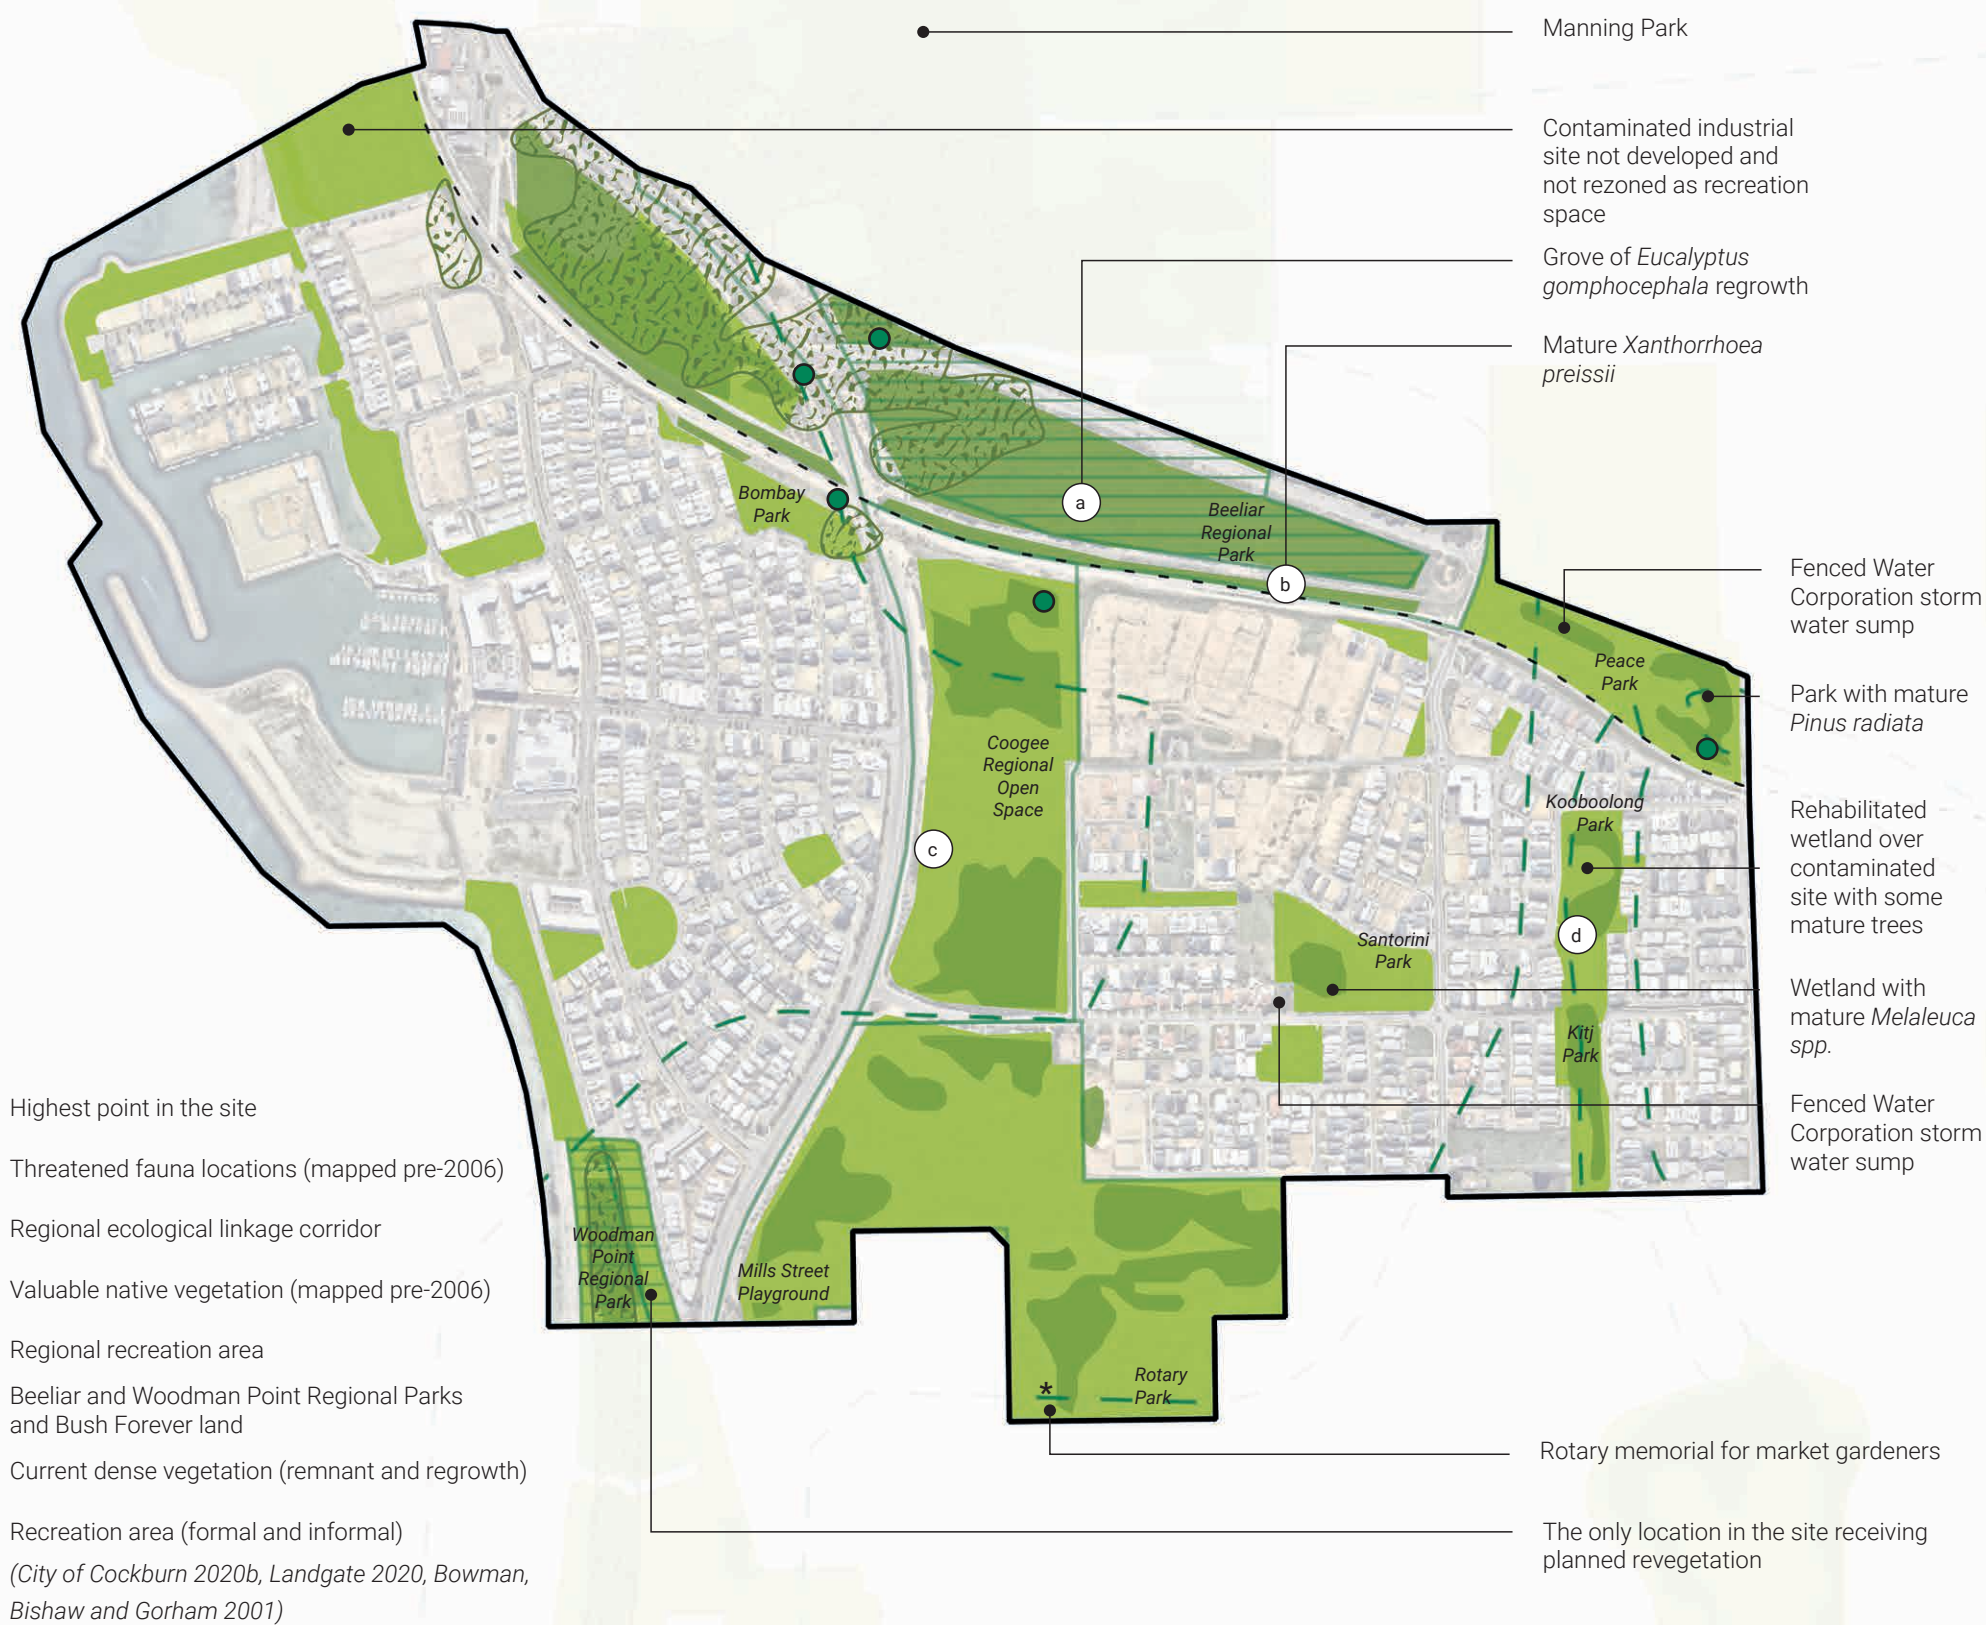 Manning Park
Contaminated industrial
site not developed and
not rezoned as recreation
space
Grove of Eucalyptus
gomphocephala regrowth
Mature Xanthorrhoea
preissii
Bombay
Park
a
Beeliar
Regional
Park
b
Fenced Water
Corporation storm
water sump
Peace
Park
Park with mature
Pinus radiata
Coogee
Regional
Open
Space
c
Kooboolong
Park
Rehabilitated
wetland over
contaminated
site with some
mature trees
d
Santorini
Park
Wetland with
mature Melaleuca
spp.
Kitj
Park
Fenced Water
Corporation storm
water sump
Highest point in the site
Threatened fauna locations (mapped pre-2006)
Regional ecological linkage corridor
Valuable native vegetation (mapped pre-2006)
Regional recreation area
Beeliar and Woodman Point Regional Parks
and Bush Forever land
Current dense vegetation (remnant and regrowth)
Recreation area (formal and informal)
(City of Cockburn 2020b, Landgate 2020, Bowman,
Bishaw and Gorham 2001)
Woodman
Point
Regional
Park
Mills Street
Playground
*
Rotary
Park
Rotary memorial for market gardeners
The only location in the site receiving
planned revegetation